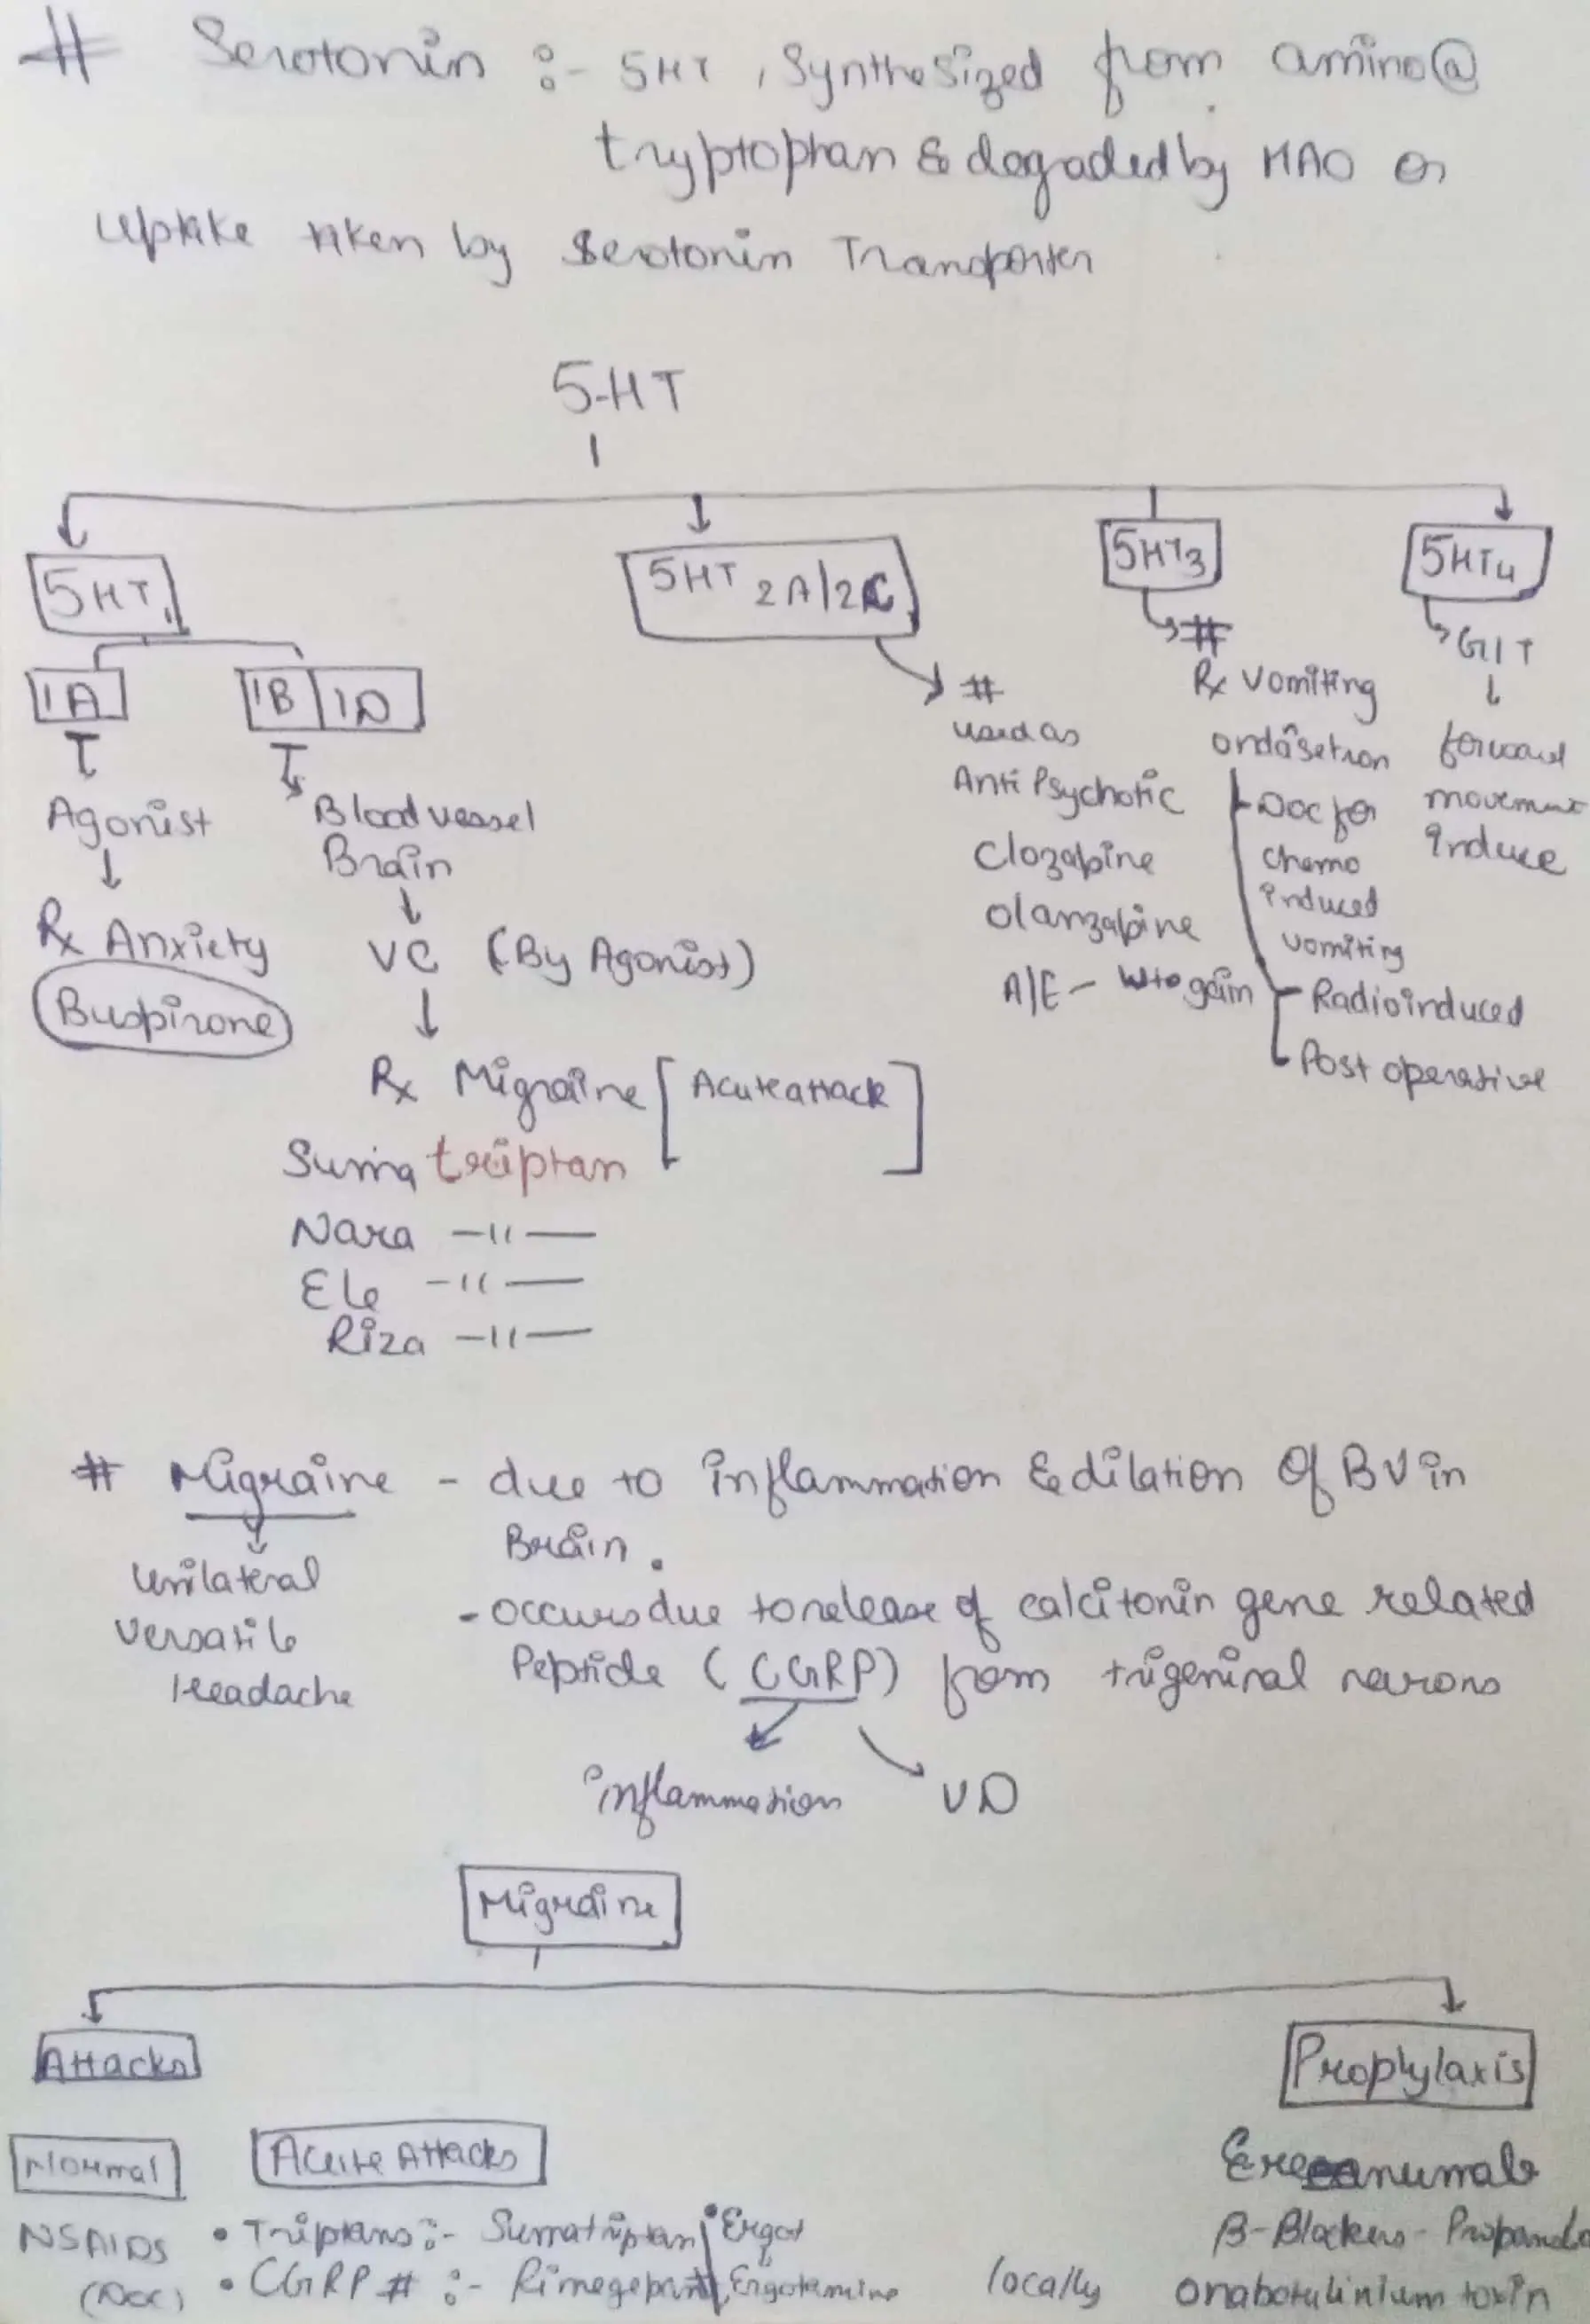 # Serotonin :- 5HT, Synthesized from amino@
tryptophan & degraded by MAO or
Uptake taken by Serotonin Transporter
5-HT
5HT1
1A
1B | 1D
Agonist
Rx Anxiety
Buspirone
Blood vessel
Brain
VC (By Agonist)
Rx Migraine [Acute attack]
Suma triptan
Nara -〃-
Ele -〃-
Riza -〃-
5HT 2A/2C
#
used as
Anti Psychotic
Clozapine
Olanzapine
A/E - wt gain
5HT3
#
Rx Vomiting
ondasetron
DOC for
chemo
induced
vomiting
Radioinduced
Post operative
5HT4
GIT
forward
movement
induce
# Migraine - due to inflammation & dilation Of BV in
Brain.
Unilateral
Versatile
Headache
- Occurs due to release of calcitonin gene related
Peptide (CGRP) from trigeminal neurons
inflammation
VD
Migraine
Attacks
Prophylaxis
Normal
Acute Attacks
NSAIDS
(DOC)
• Triptans :- Sumatriptan
• CGRP # :- Rimegepant
• Ergot
Ergotamine
Erenumab
β-Blockers - Propanolo
locally onabotulinium toxin